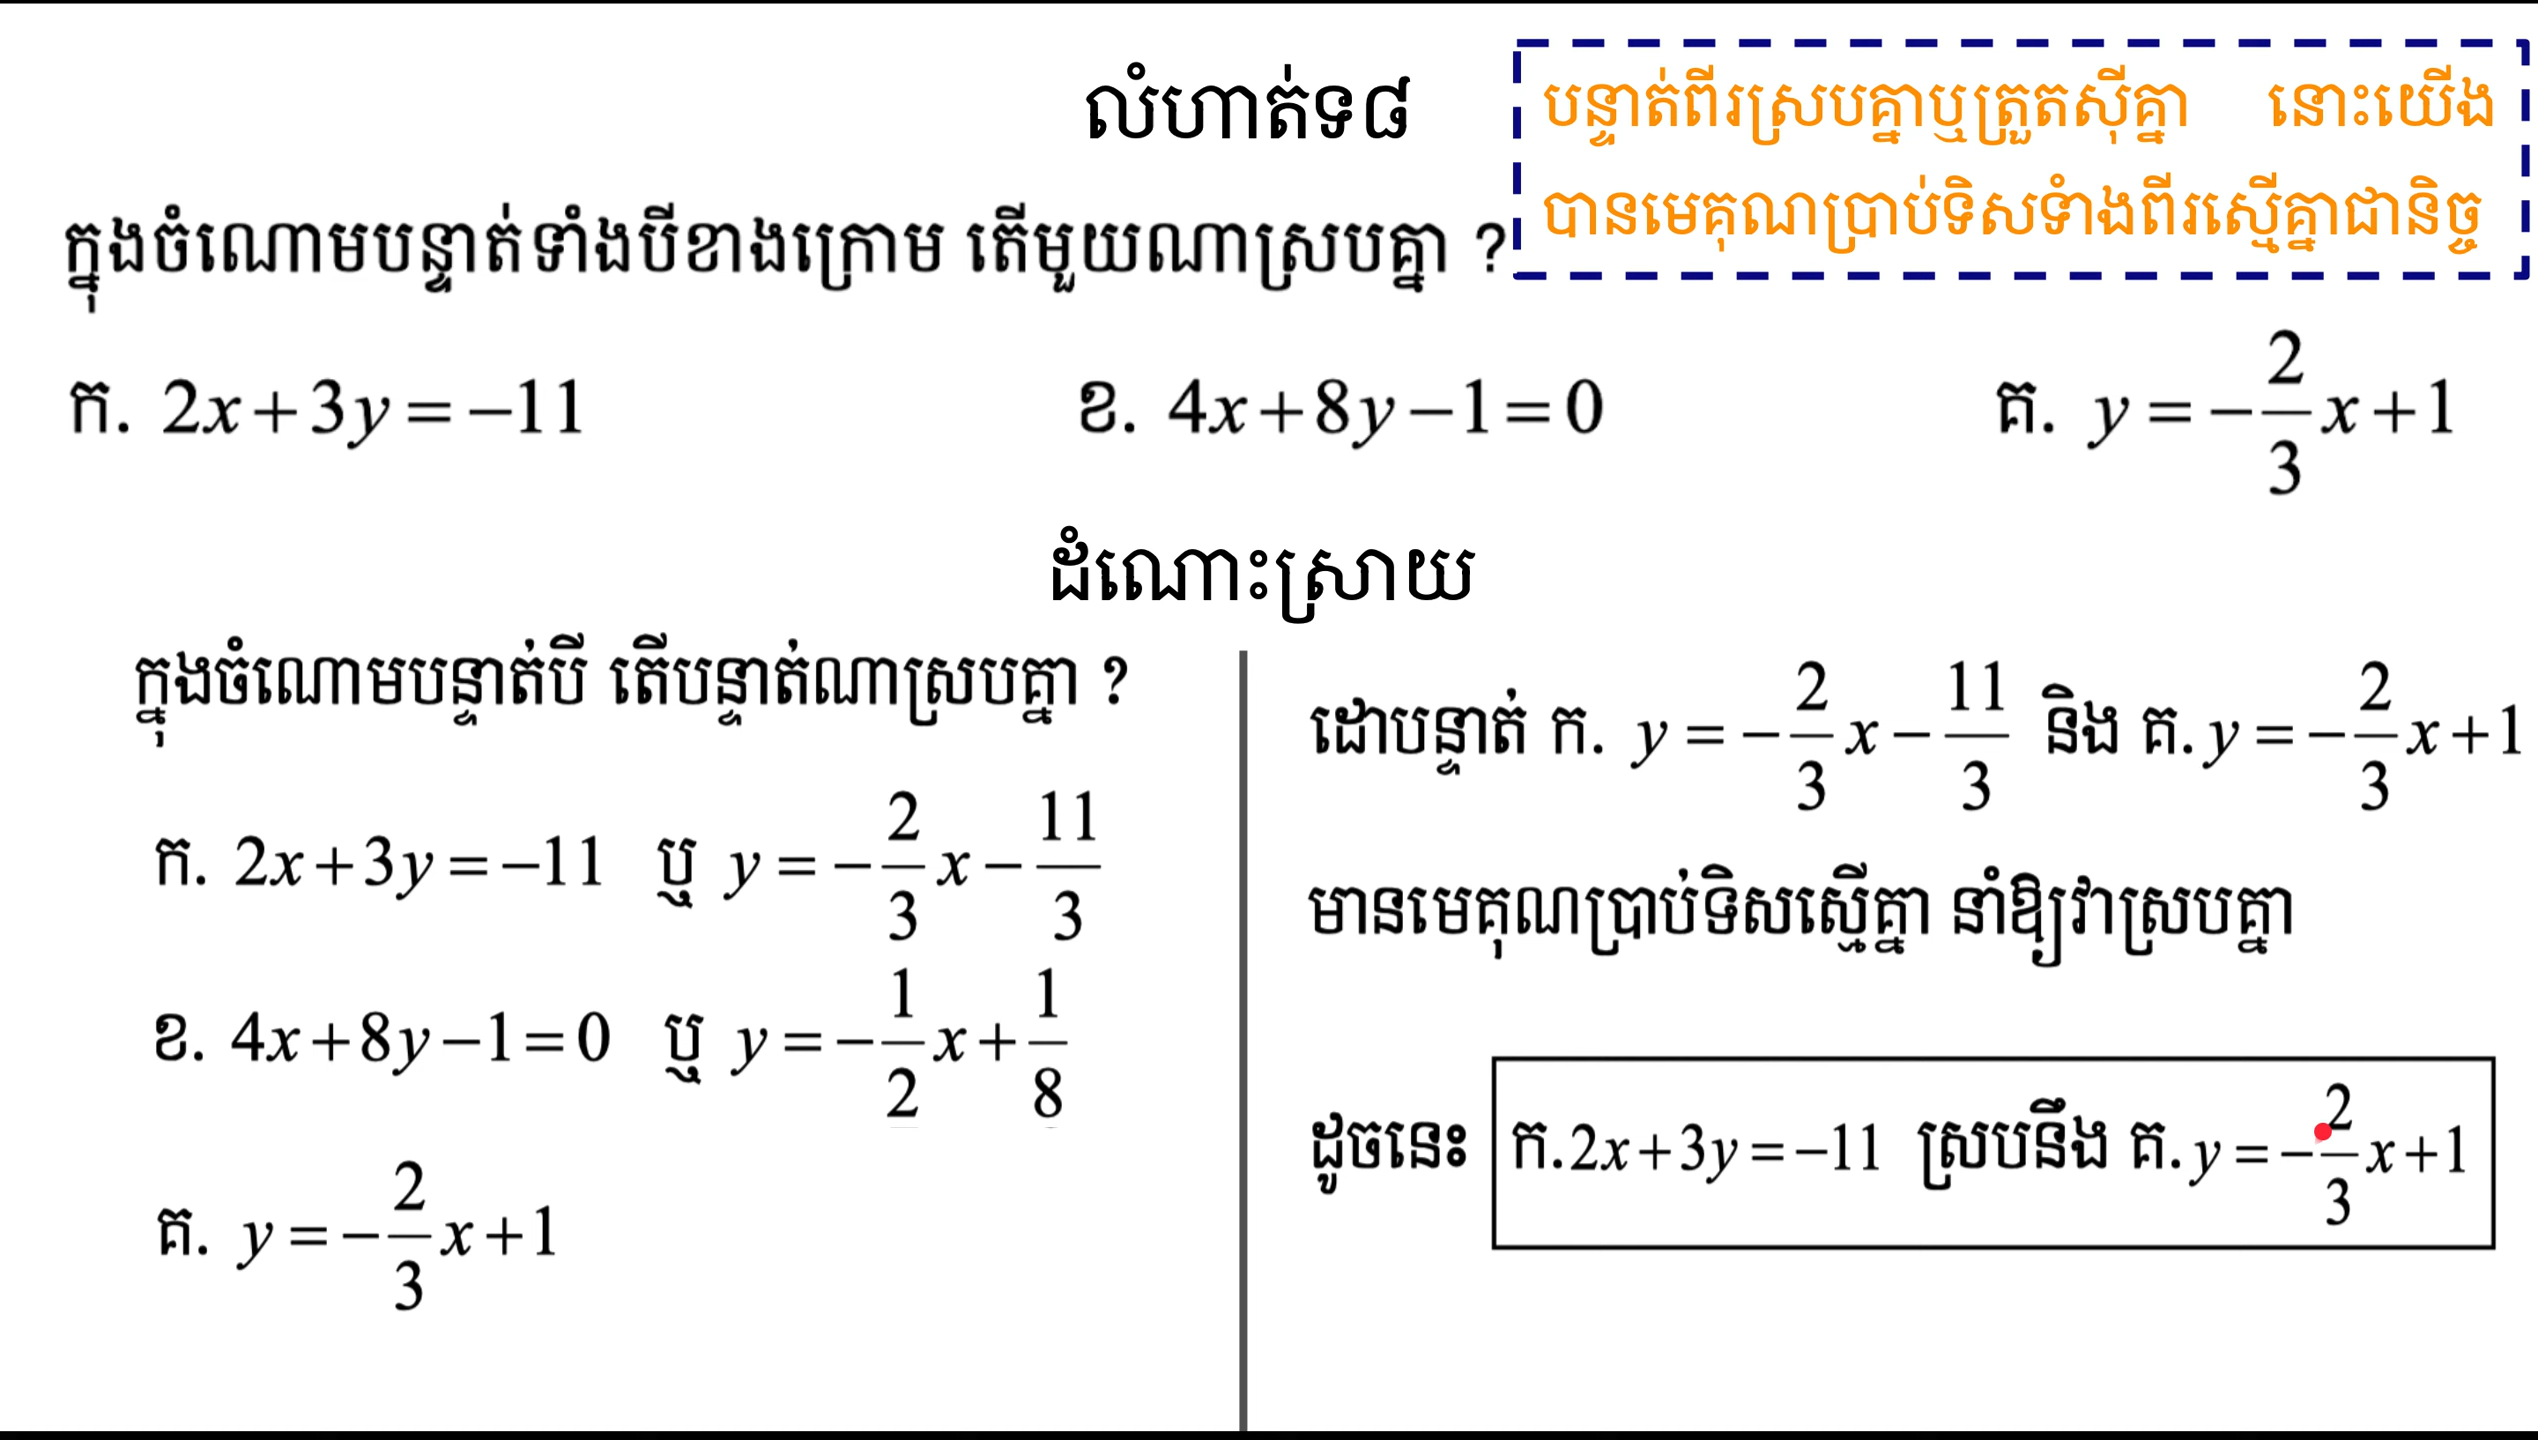 លំហាត់ទ៨
បន្ទាត់ពីរស្របគ្នាឬត្រួតស៊ីគ្នា នោះយើង
បានមេគុណប្រាប់ទិសទំាងពីរស្មើគ្នាជានិច្ច
ក្នុងចំណោមបន្ទាត់ទាំងបីខាងក្រោម តើមួយណាស្របគ្នា ?
ក. 2x+3y=−11 ខ. 4x+8y−1=0 គ. y=−2/3x+1
ដំណោះស្រាយ
ក្នុងចំណោមបន្ទាត់បី តើបន្ទាត់ណាស្របគ្នា ?
ក. 2x+3y=−11 ឬ y=−2/3x−11/3
ខ. 4x+8y−1=0 ឬ y=−1/2x+1/8
គ. y=−2/3x+1
ដោបន្ទាត់ ក. y=−2/3x−11/3 និង គ. y=−2/3x+1
មានមេគុណប្រាប់ទិសស្មើគ្នា នាំឱ្យវាស្របគ្នា
ដូចនេះ ក.2x+3y=−11 ស្របនឹង គ. y=−2/3x+1